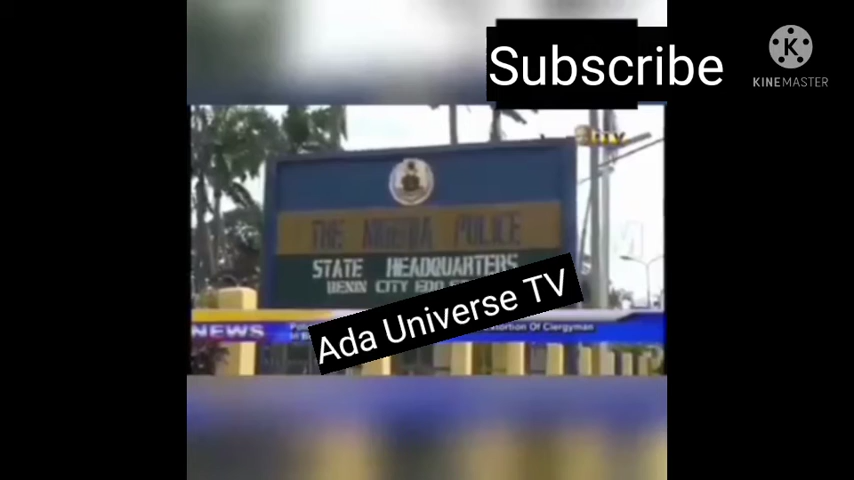 Subscribe
KINEMASTER
THE NIGERIA POLICE
STATE HEADQUARTERS
BENIN CITY EDO
Ada Universe TV
NEWS
Extortion Of Clergyman